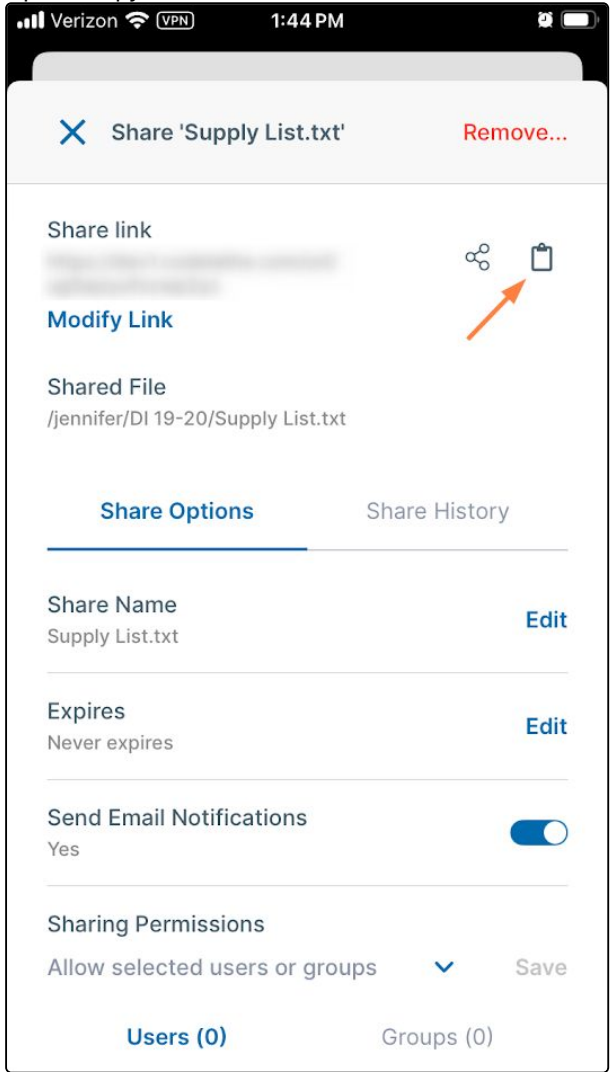 Verizon VPN 1:44 PM
Share 'Supply List.txt' Remove...
Share link
Modify Link
Shared File
/jennifer/DI 19-20/Supply List.txt
Share Options Share History
Share Name
Supply List.txt
Edit
Expires
Never expires
Edit
Send Email Notifications
Yes
Sharing Permissions
Allow selected users or groups Save
Users (0) Groups (0)